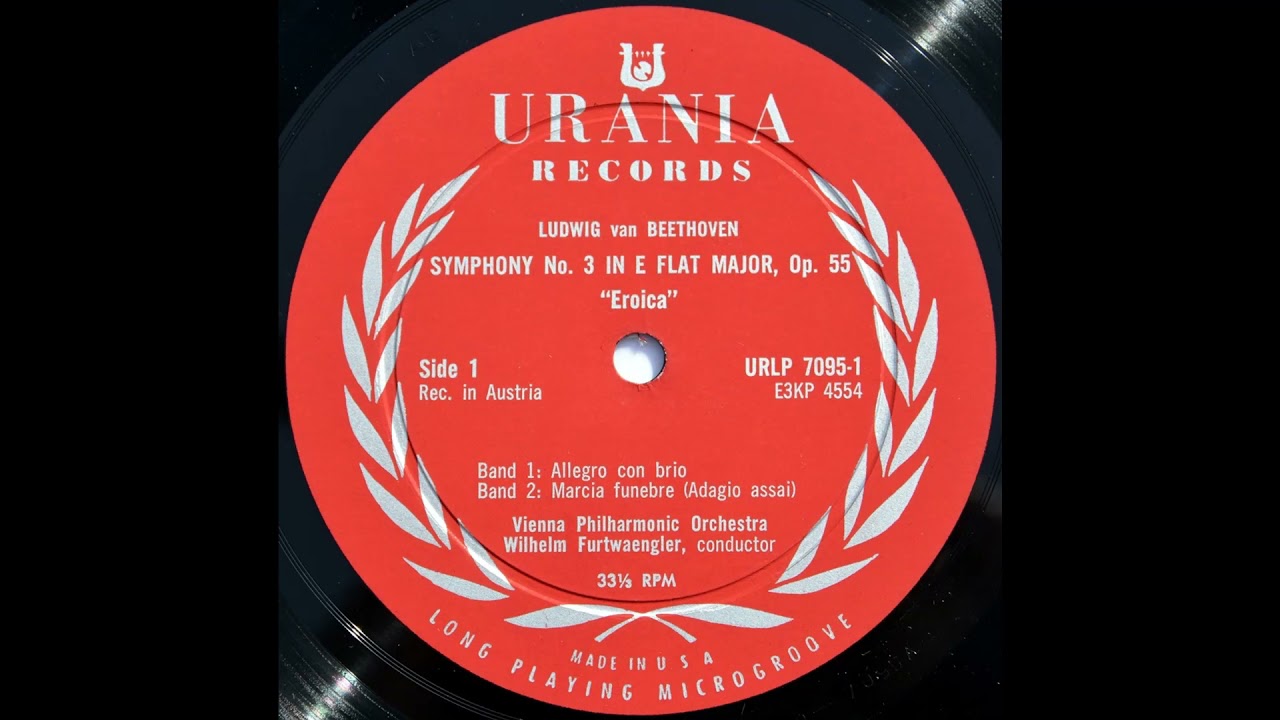 URANIA
RECORDS
LUDWIG van BEETHOVEN
SYMPHONY No. 3 IN E FLAT MAJOR, Op. 55
“Eroica”
Side 1
Rec. in Austria
URLP 7095-1
E3KP 4554
Band 1: Allegro con brio
Band 2: Marcia funebre (Adagio assai)
Vienna Philharmonic Orchestra
Wilhelm Furtwaengler, conductor
33⅓ RPM
MADE IN U S A
LONG PLAYING MICROGROOVE